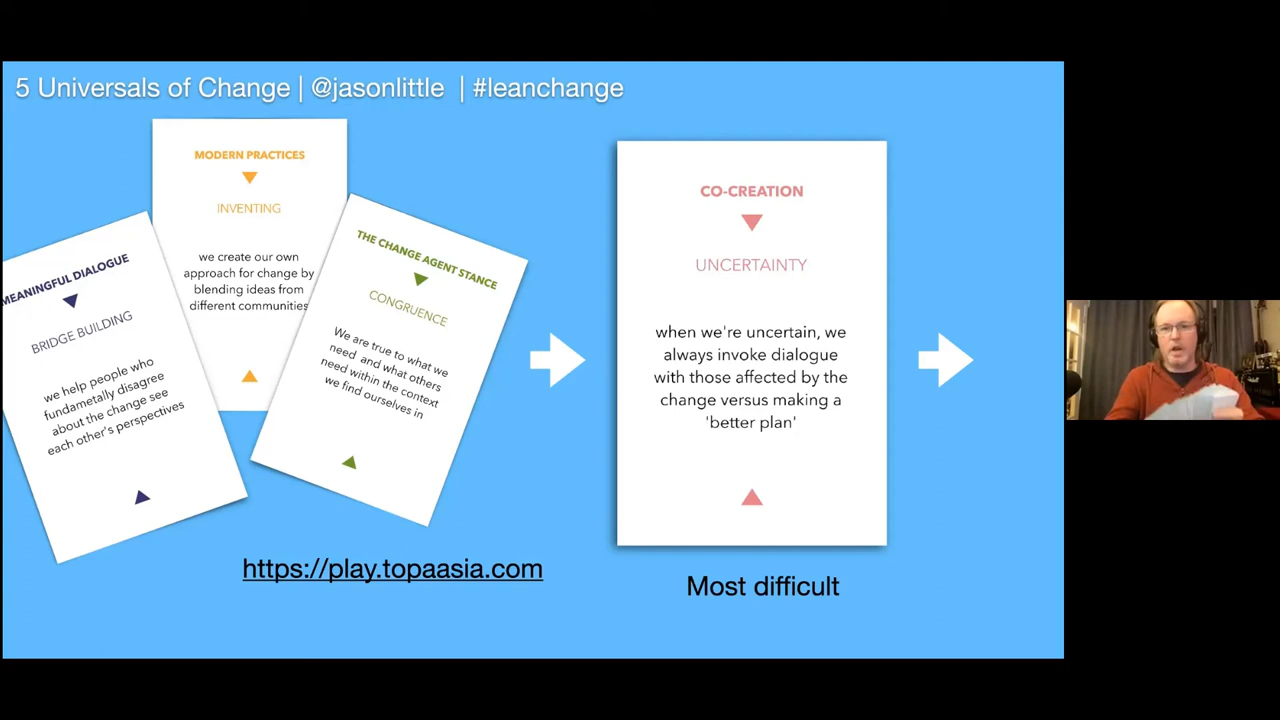 5 Universals of Change | @jasonlittle | #leanchange
MODERN PRACTICES
INVENTING
we create our own
approach for change by
blending ideas from
different communities
MEANINGFUL DIALOGUE
BRIDGE BUILDING
we help people who
fundametally disagree
about the change see
each other's perspectives
THE CHANGE AGENT STANCE
CONGRUENCE
We are true to what we
need and what others
need within the context
we find ourselves in
https://play.topaasia.com
CO-CREATION
UNCERTAINTY
when we're uncertain, we
always invoke dialogue
with those affected by the
change versus making a
'better plan'
Most difficult